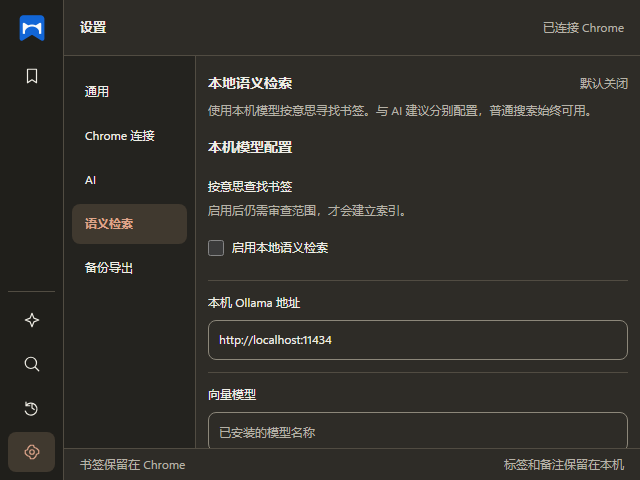 设置
已连接 Chrome
通用
Chrome 连接
AI
语义检索
备份导出
本地语义检索
默认关闭
使用本机模型按意思寻找书签。与 AI 建议分别配置，普通搜索始终可用。
本机模型配置
按意思查找书签
启用后仍需审查范围，才会建立索引。
启用本地语义检索
本机 Ollama 地址
http://localhost:11434
向量模型
已安装的模型名称
书签保留在 Chrome
标签和备注保留在本机